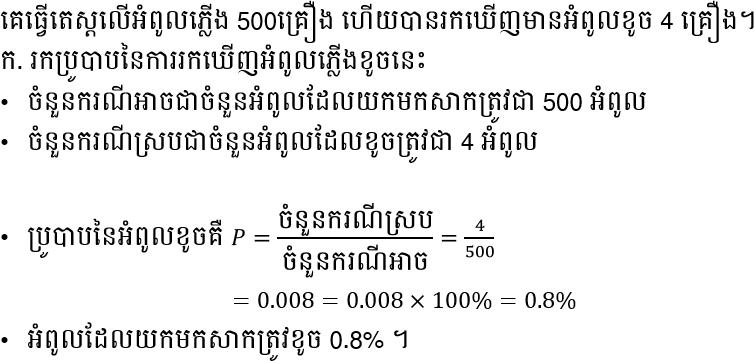 គេធ្វើតេស្តលើអំពូលភ្លើង 500គ្រឿង ហើយបានរកឃើញមានអំពូលខូច 4 គ្រឿង។
ក. រកប្រូបាបនៃការរកឃើញអំពូលភ្លើងខូចនេះ
• ចំនួនករណីអាចជាចំនួនអំពូលដែលយកមកសាកត្រូវជា 500 អំពូល
• ចំនួនករណីស្របជាចំនួនអំពូលដែលខូចត្រូវជា 4 អំពូល
• ប្រូបាបនៃអំពូលខូចគឺ P = ចំនួនករណីស្រប / ចំនួនករណីអាច = 4/500
= 0.008 = 0.008 × 100% = 0.8%
• អំពូលដែលយកមកសាកត្រូវខូច 0.8% ។